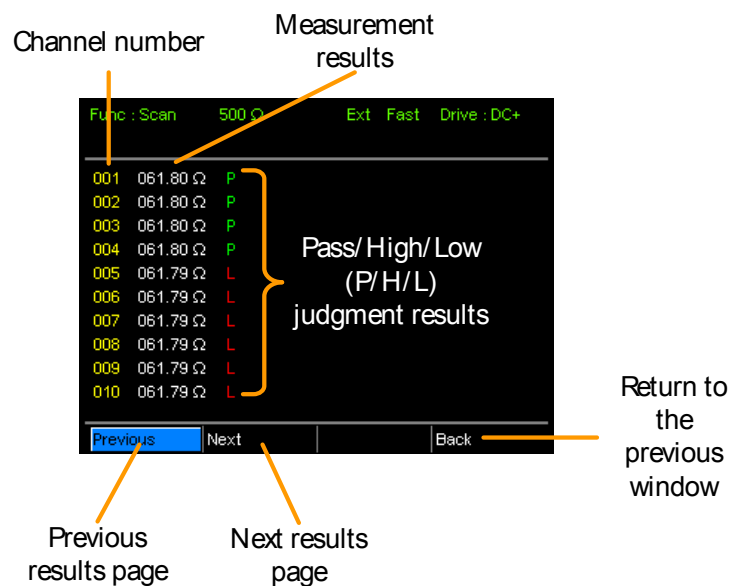 Channel number
Measurement
results
Func : Scan 500 Ω Ext Fast Drive : DC+
001 061.80 Ω P
002 061.80 Ω P
003 061.80 Ω P
004 061.80 Ω P
005 061.79 Ω L
006 061.79 Ω L
007 061.79 Ω L
008 061.79 Ω L
009 061.79 Ω L
010 061.79 Ω L
Pass/High/Low
(P/H/L)
judgment results
Previous Next Back
Return to
the
previous
window
Previous
results page
Next results
page